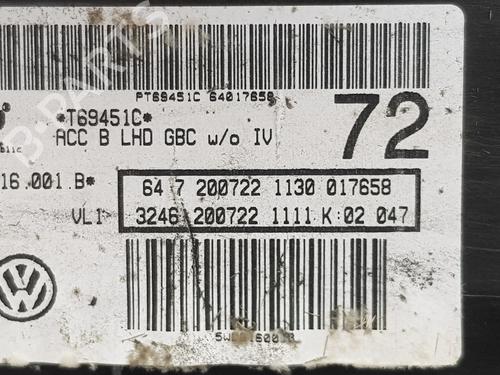 PT69451C 64017658
*T69451C*
72
ACC B LHD GBC w/o IV
16.001.B*
64 7 200722 1130 017658
VL1 3246 200722 1111 K:02 047
B-PARTS